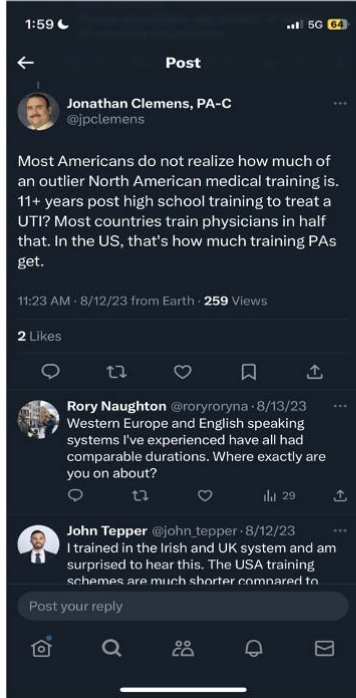 1:59
5G 64
Post
Jonathan Clemens, PA-C
@jpclemens
Most Americans do not realize how much of
an outlier North American medical training is.
11+ years post high school training to treat a
UTI? Most countries train physicians in half
that. In the US, that's how much training PAs
get.
11:23 AM · 8/12/23 from Earth · 259 Views
2 Likes
Rory Naughton @roryroryna · 8/13/23
Western Europe and English speaking
systems I've experienced have all had
comparable durations. Where exactly are
you on about?
29
John Tepper @john_tepper · 8/12/23
I trained in the Irish and UK system and am
surprised to hear this. The USA training
schemes are much shorter compared to
Post your reply